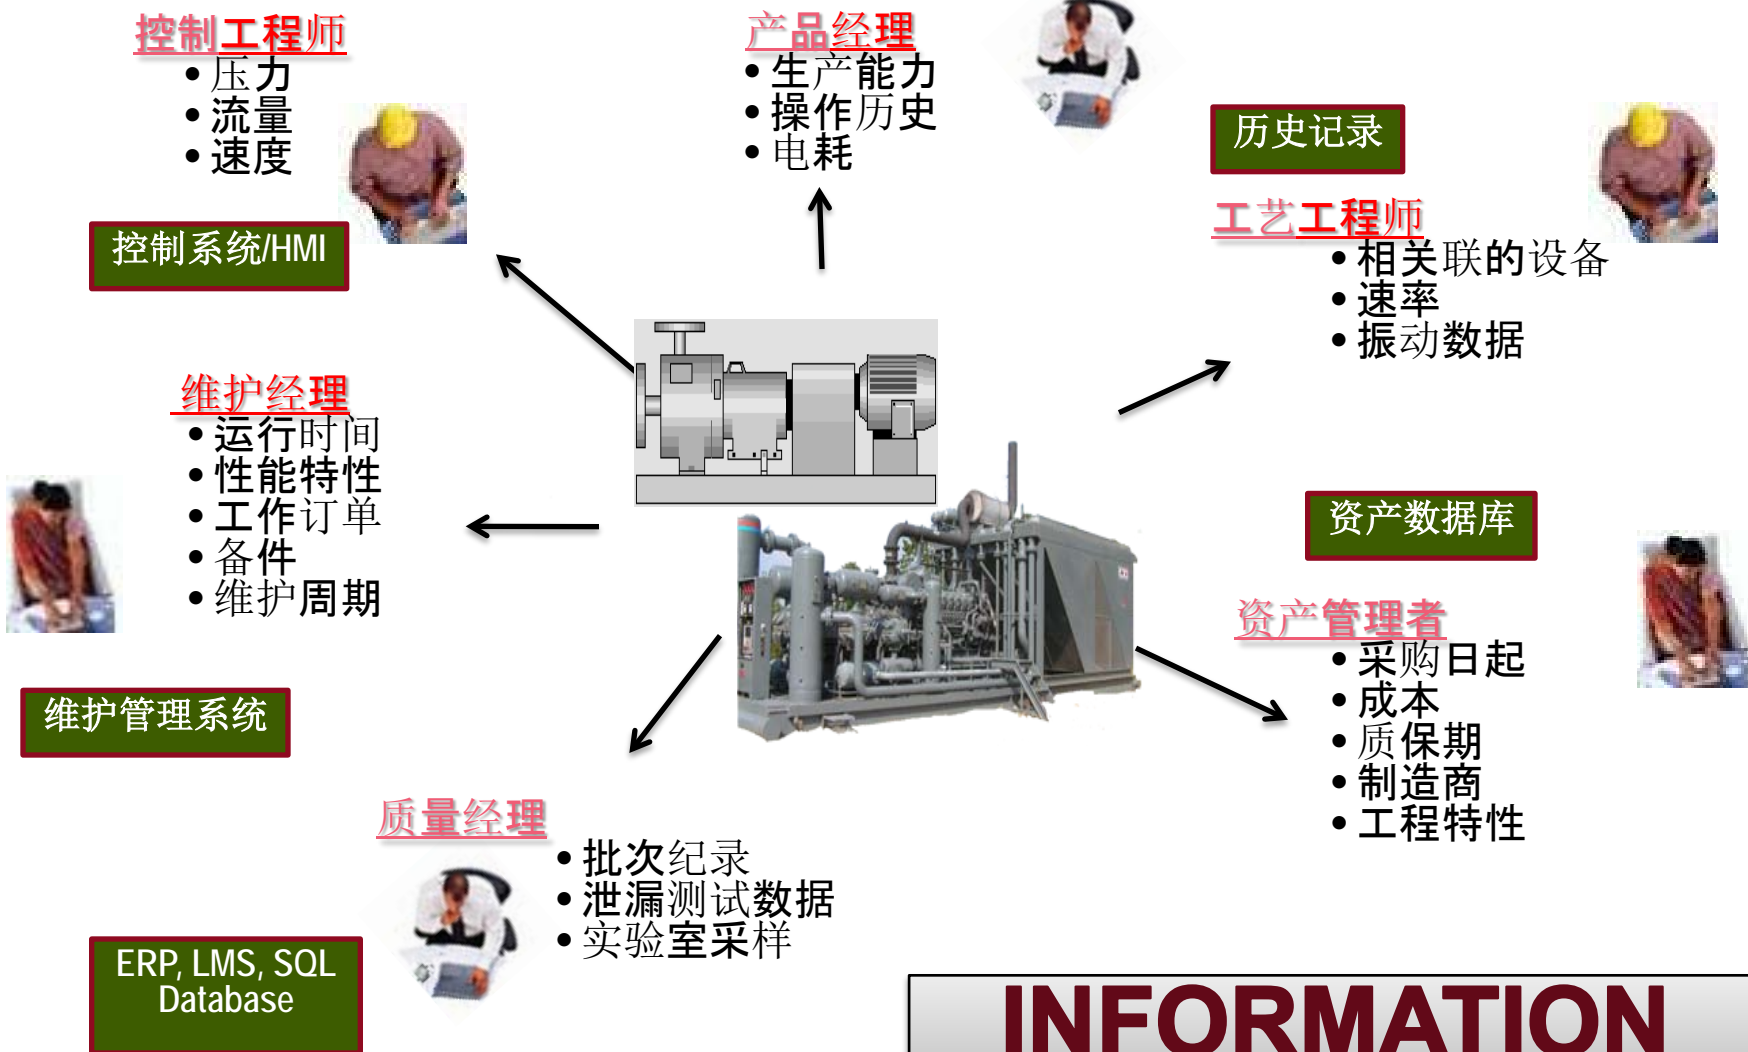 控制工程师
• 压力
• 流量
• 速度
控制系统/HMI
产品经理
• 生产能力
• 操作历史
• 电耗
历史记录
工艺工程师
• 相关联的设备
• 速率
• 振动数据
维护经理
• 运行时间
• 性能特性
• 工作订单
• 备件
• 维护周期
维护管理系统
资产数据库
资产管理者
• 采购日起
• 成本
• 质保期
• 制造商
• 工程特性
质量经理
• 批次纪录
• 泄漏测试数据
• 实验室采样
ERP, LMS, SQL
Database
INFORMATION